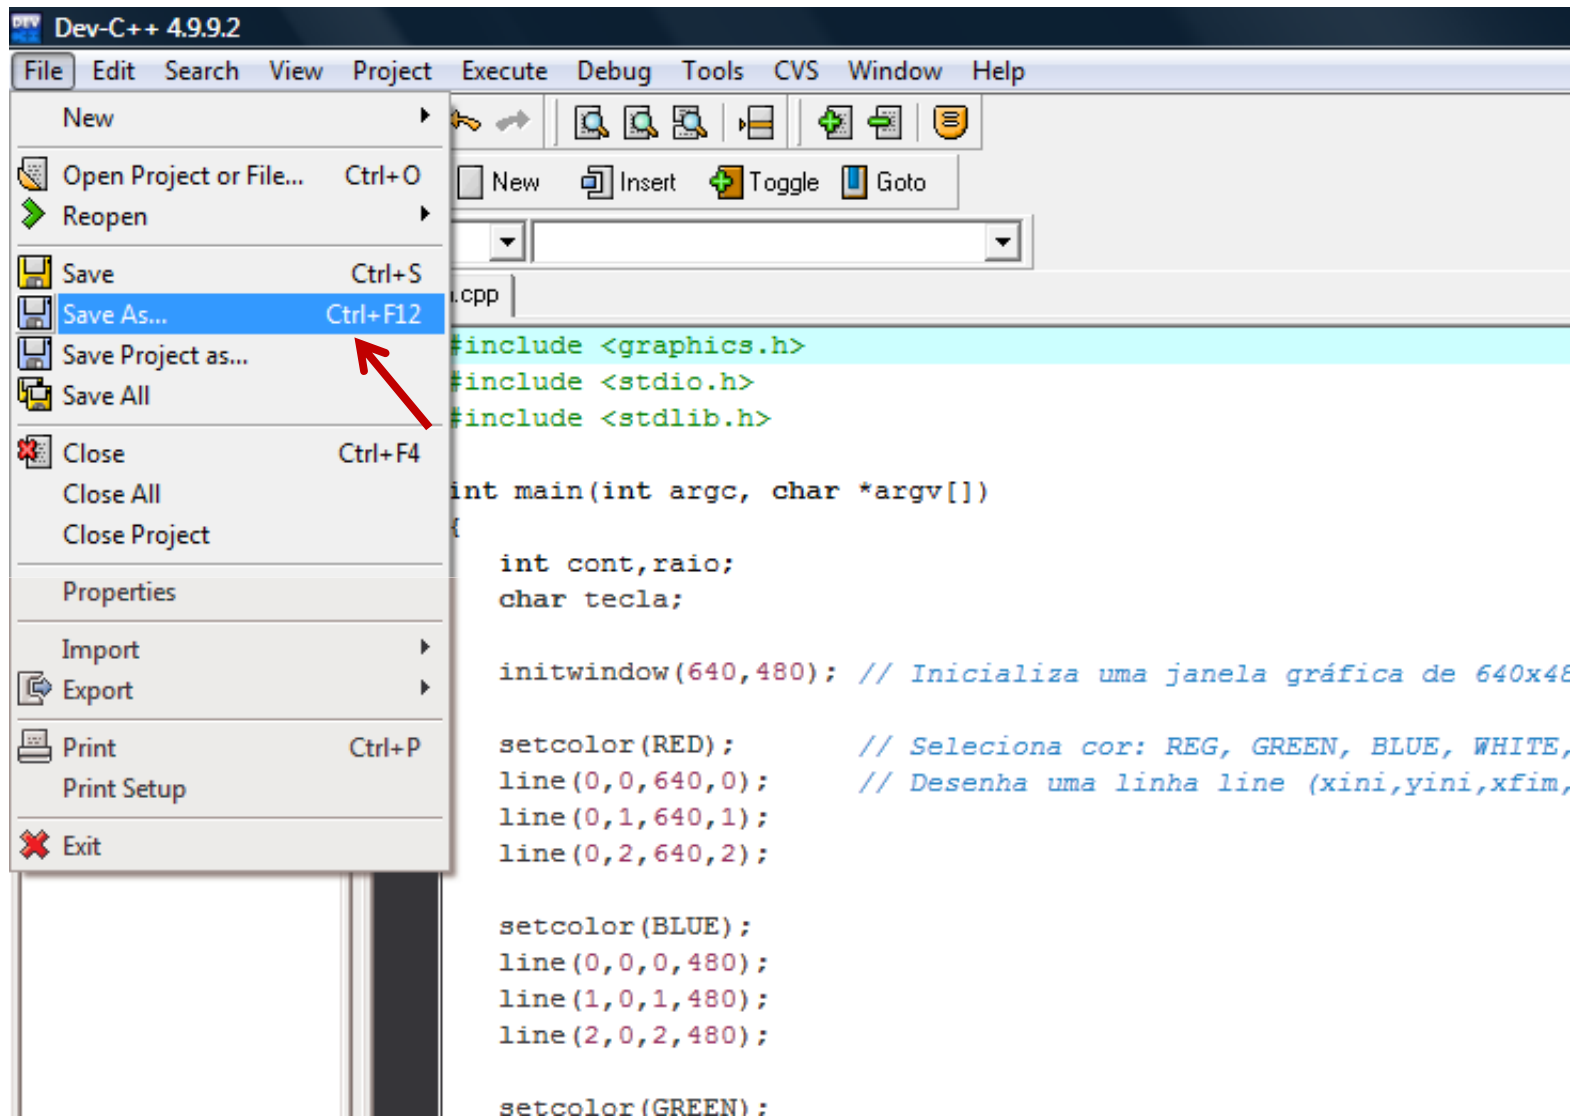 Dev-C++ 4.9.9.2
File Edit Search View Project Execute Debug Tools CVS Window Help
New
Open Project or File... Ctrl+O
Reopen
Save Ctrl+S
Save As... Ctrl+F12
Save Project as...
Save All
Close Ctrl+F4
Close All
Close Project
Properties
Import
Export
Print Ctrl+P
Print Setup
Exit
New Insert Toggle Goto
.cpp
#include <graphics.h>
#include <stdio.h>
#include <stdlib.h>
int main(int argc, char *argv[])
{
int cont,raio;
char tecla;
initwindow(640,480); // Inicializa uma janela gráfica de 640x48
setcolor(RED); // Seleciona cor: REG, GREEN, BLUE, WHITE,
line(0,0,640,0); // Desenha uma linha line (xini,yini,xfim,
line(0,1,640,1);
line(0,2,640,2);
setcolor(BLUE);
line(0,0,0,480);
line(1,0,1,480);
line(2,0,2,480);
setcolor(GREEN);